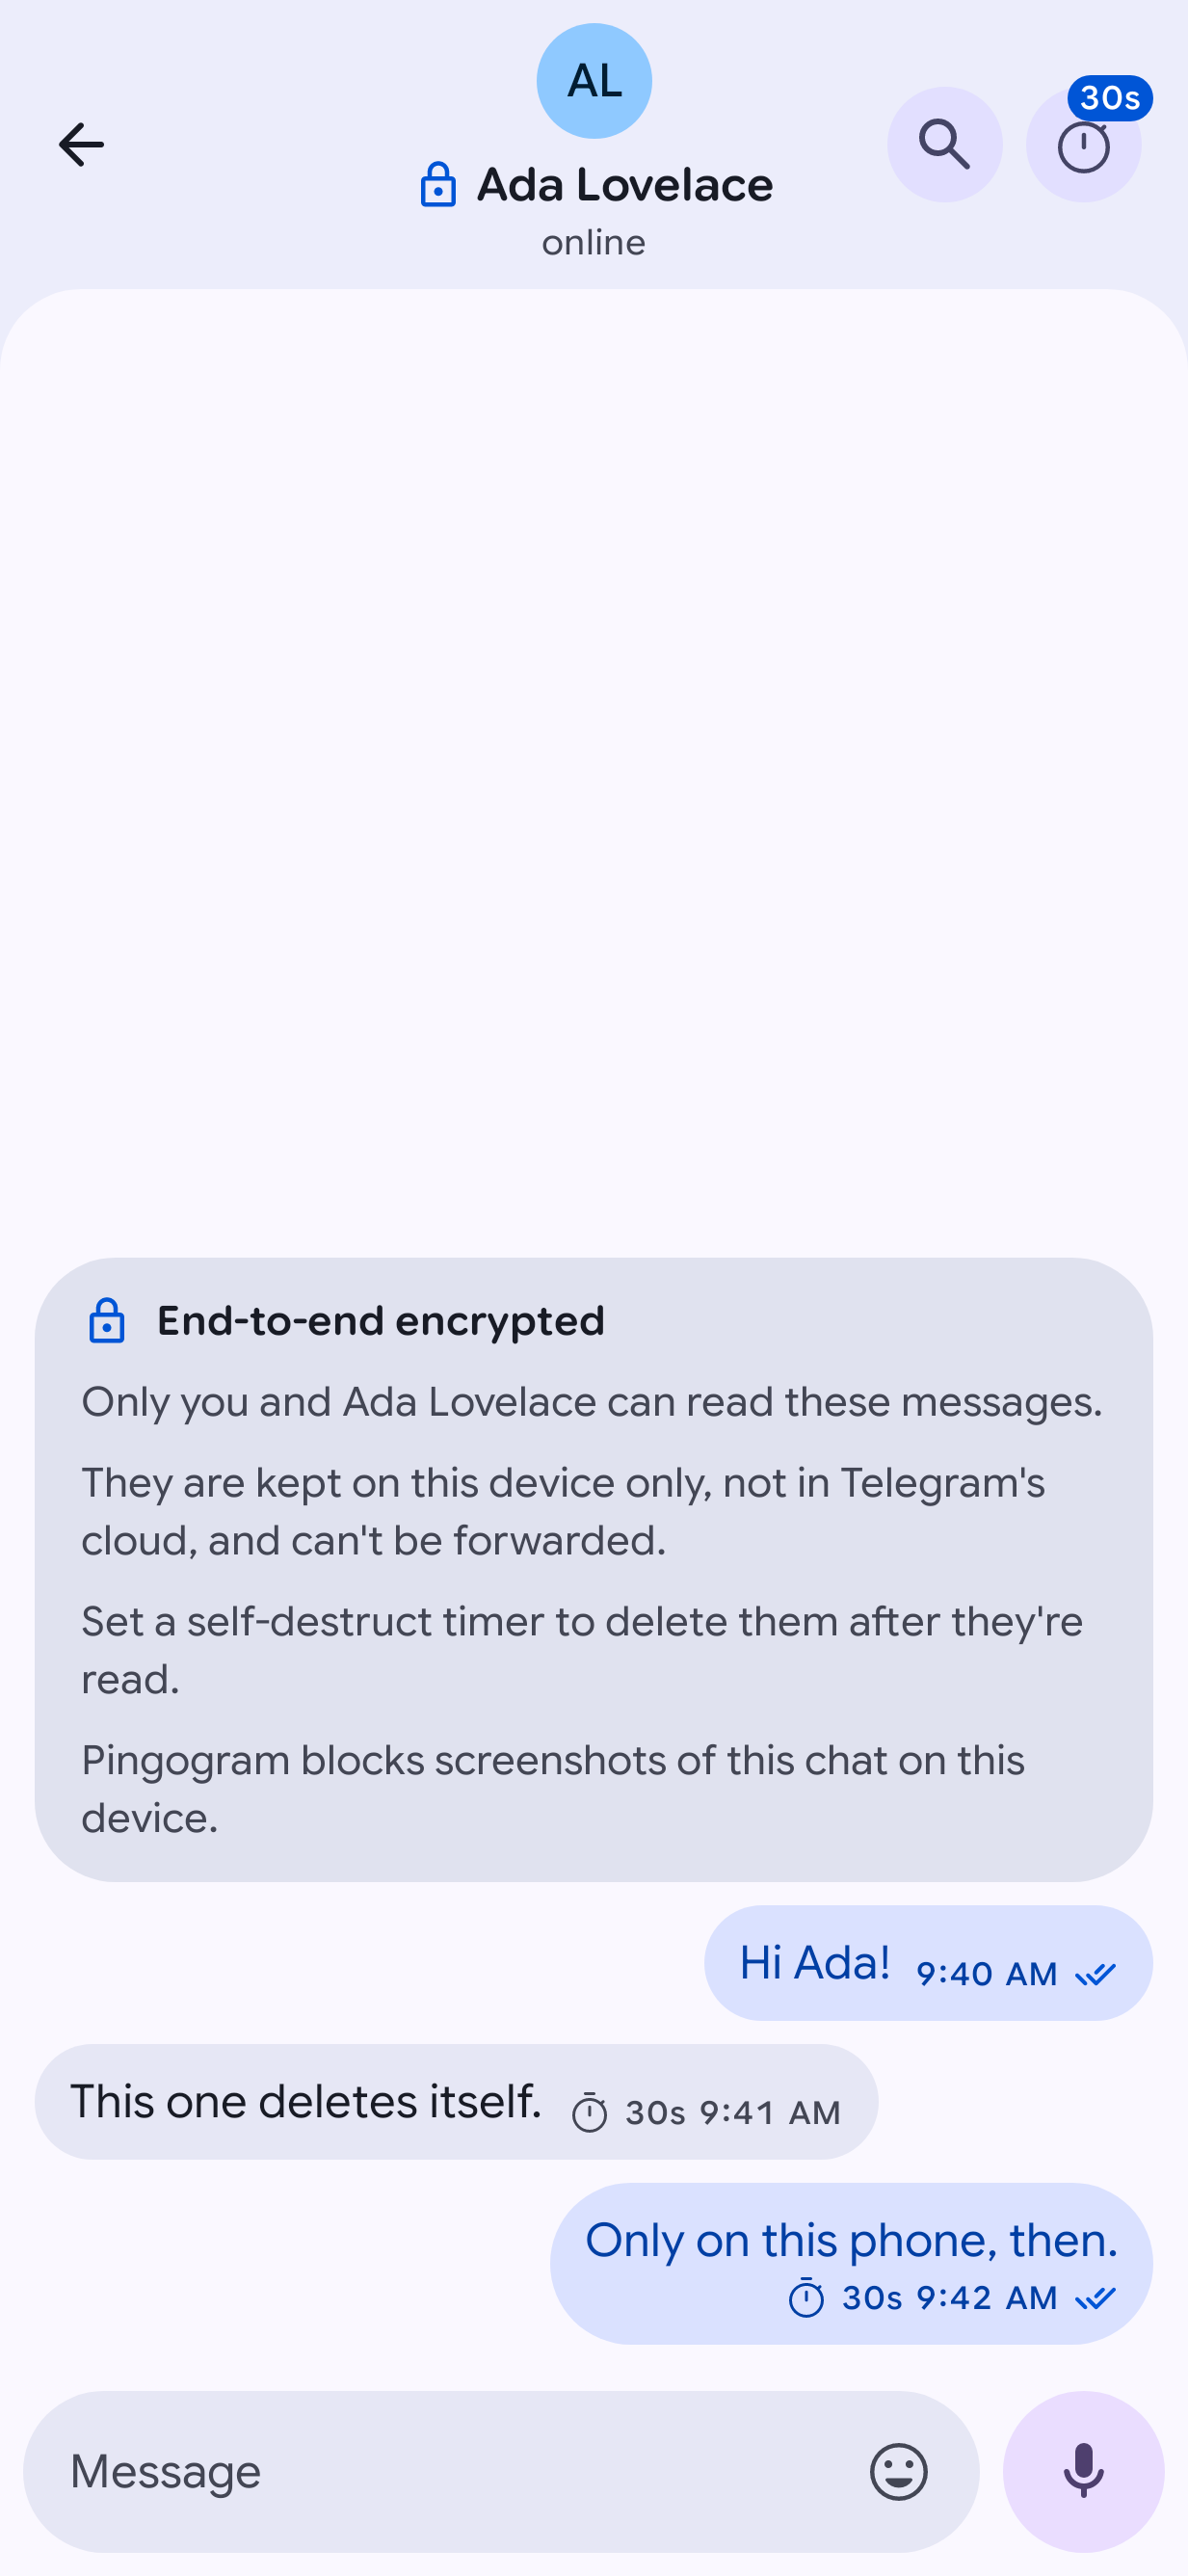 AL
30s
Ada Lovelace
online
End-to-end encrypted
Only you and Ada Lovelace can read these messages.
They are kept on this device only, not in Telegram's
cloud, and can't be forwarded.
Set a self-destruct timer to delete them after they're
read.
Pingogram blocks screenshots of this chat on this
device.
Hi Ada! 9:40 AM
This one deletes itself. 30s 9:41 AM
Only on this phone, then.
30s 9:42 AM
Message